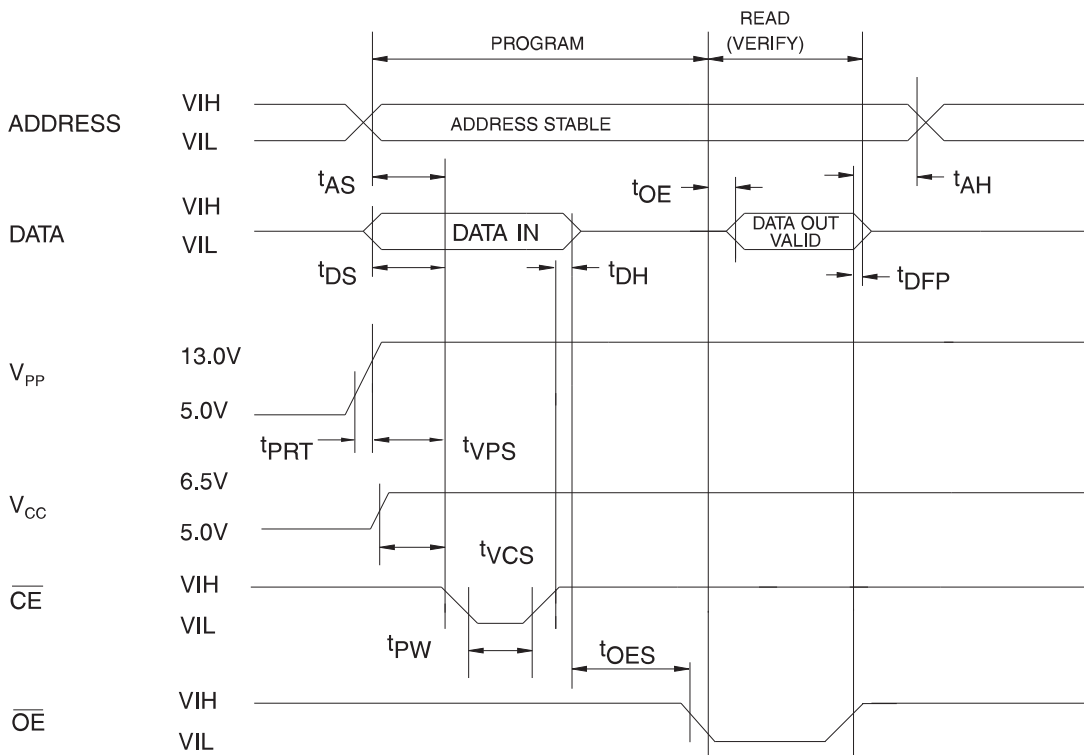 READ
PROGRAM (VERIFY)
ADDRESS VIH
VIL ADDRESS STABLE
tAS tOE tAH
DATA VIH
VIL DATA IN DATA OUT VALID
tDS tDH tDFP
VPP 13.0V
5.0V
tPRT tVPS
VCC 6.5V
5.0V
tVCS
CE VIH
VIL
tPW tOES
OE VIH
VIL